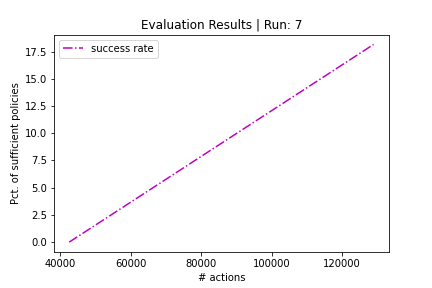 Evaluation Results | Run: 7
success rate
Pct. of sufficient policies
17.5
15.0
12.5
10.0
7.5
5.0
2.5
0.0
40000 60000 80000 100000 120000
# actions